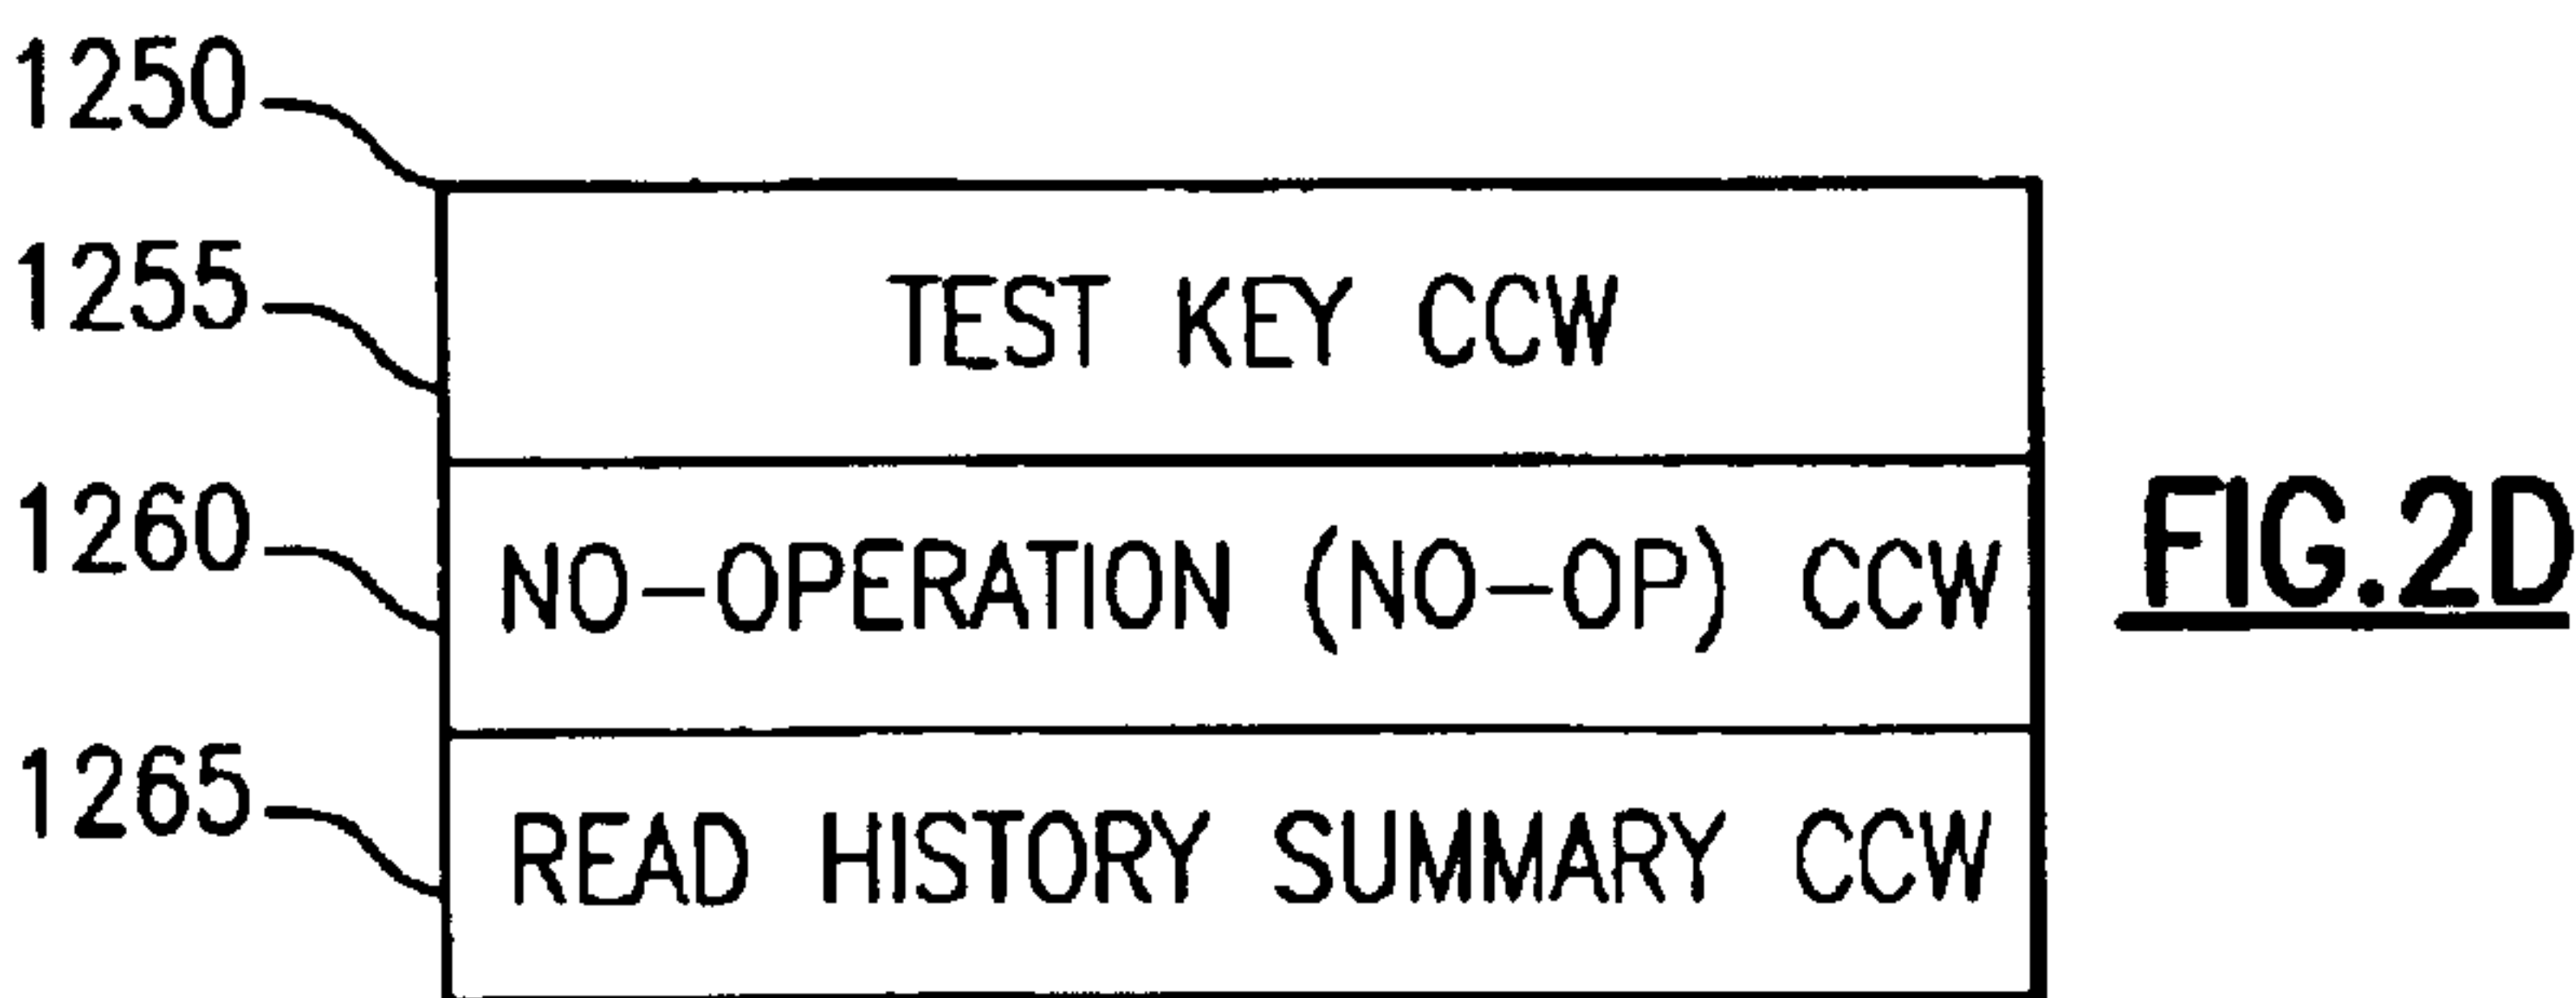 1250
1255
TEST KEY CCW
1260
NO-OPERATION (NO-OP) CCW
FIG.2D
1265
READ HISTORY SUMMARY CCW